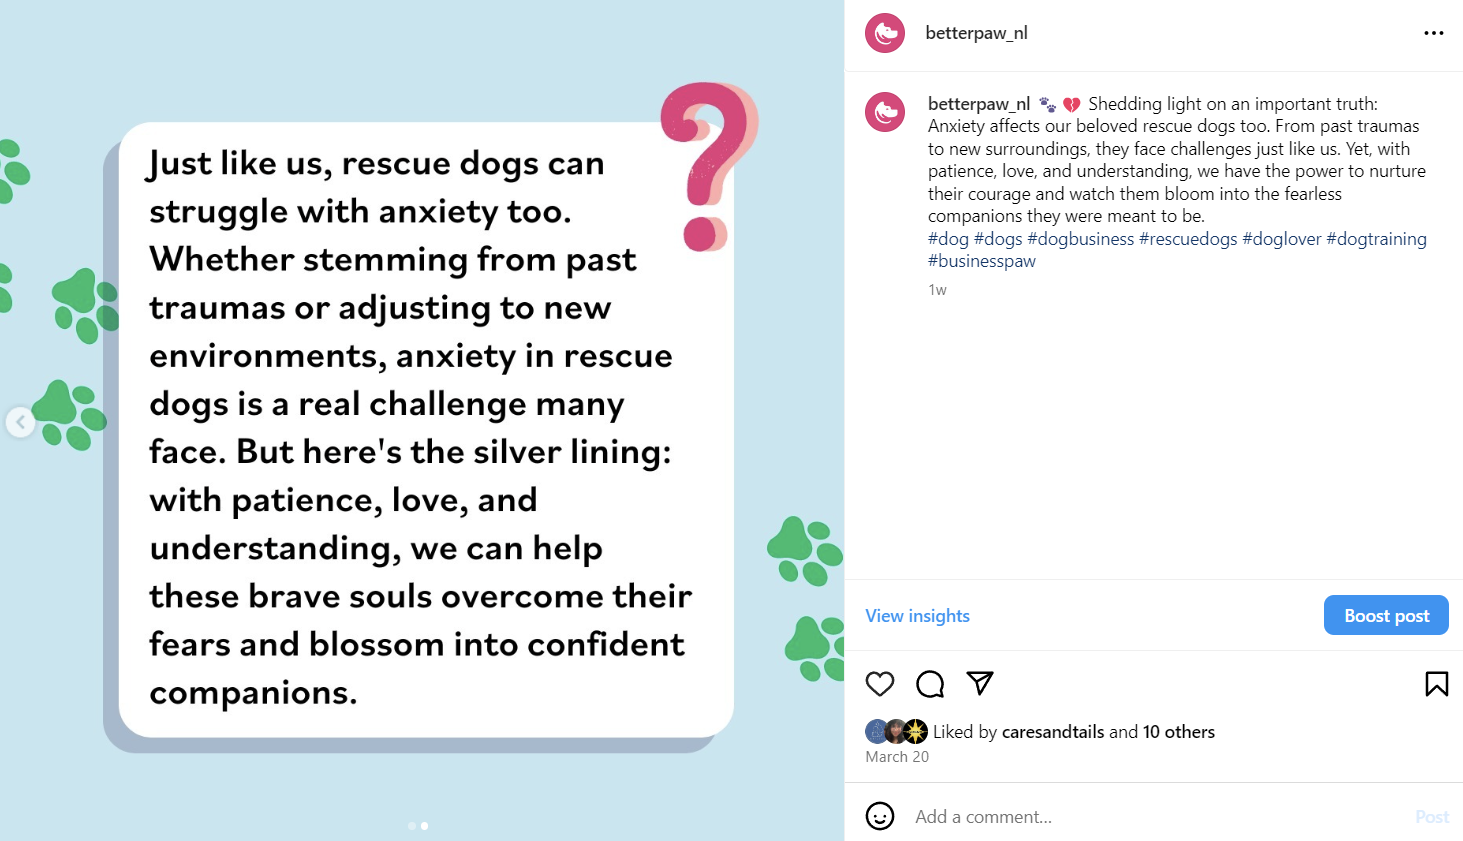 Just like us, rescue dogs can
struggle with anxiety too.
Whether stemming from past
traumas or adjusting to new
environments, anxiety in rescue
dogs is a real challenge many
face. But here's the silver lining:
with patience, love, and
understanding, we can help
these brave souls overcome their
fears and blossom into confident
companions.
?
betterpaw_nl
betterpaw_nl 🐾 💔 Shedding light on an important truth:
Anxiety affects our beloved rescue dogs too. From past traumas
to new surroundings, they face challenges just like us. Yet, with
patience, love, and understanding, we have the power to nurture
their courage and watch them bloom into the fearless
companions they were meant to be.
#dog #dogs #dogbusiness #rescuedogs #doglover #dogtraining
#businesspaw
1w
View insights
Boost post
Liked by caresandtails and 10 others
March 20
Add a comment...
Post